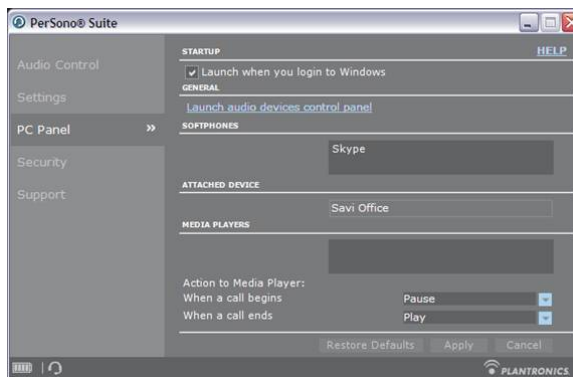 PerSono® Suite
Audio Control
Settings
PC Panel »
Security
Support
STARTUP
HELP
Launch when you login to Windows
GENERAL
Launch audio devices control panel
SOFTPHONES
Skype
ATTACHED DEVICE
Savi Office
MEDIA PLAYERS
Action to Media Player:
When a call begins Pause
When a call ends Play
Restore Defaults Apply Cancel
PLANTRONICS